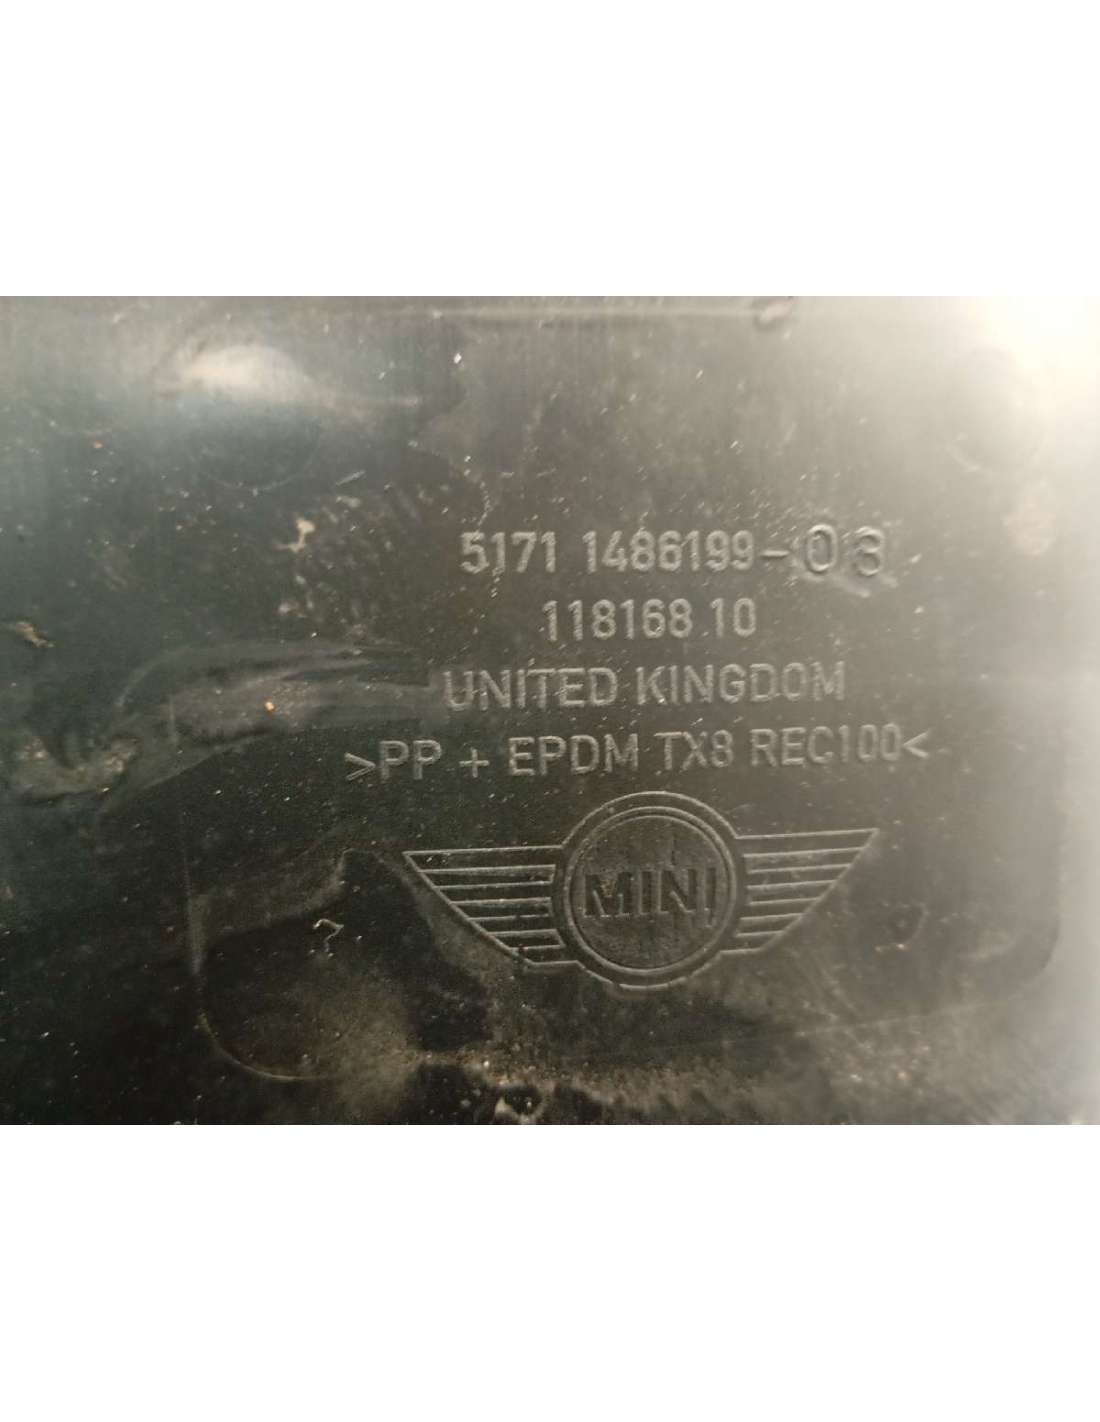 5171 1486199-03
118168 10
UNITED KINGDOM
>PP + EPDM TX8 REC100<
MINI